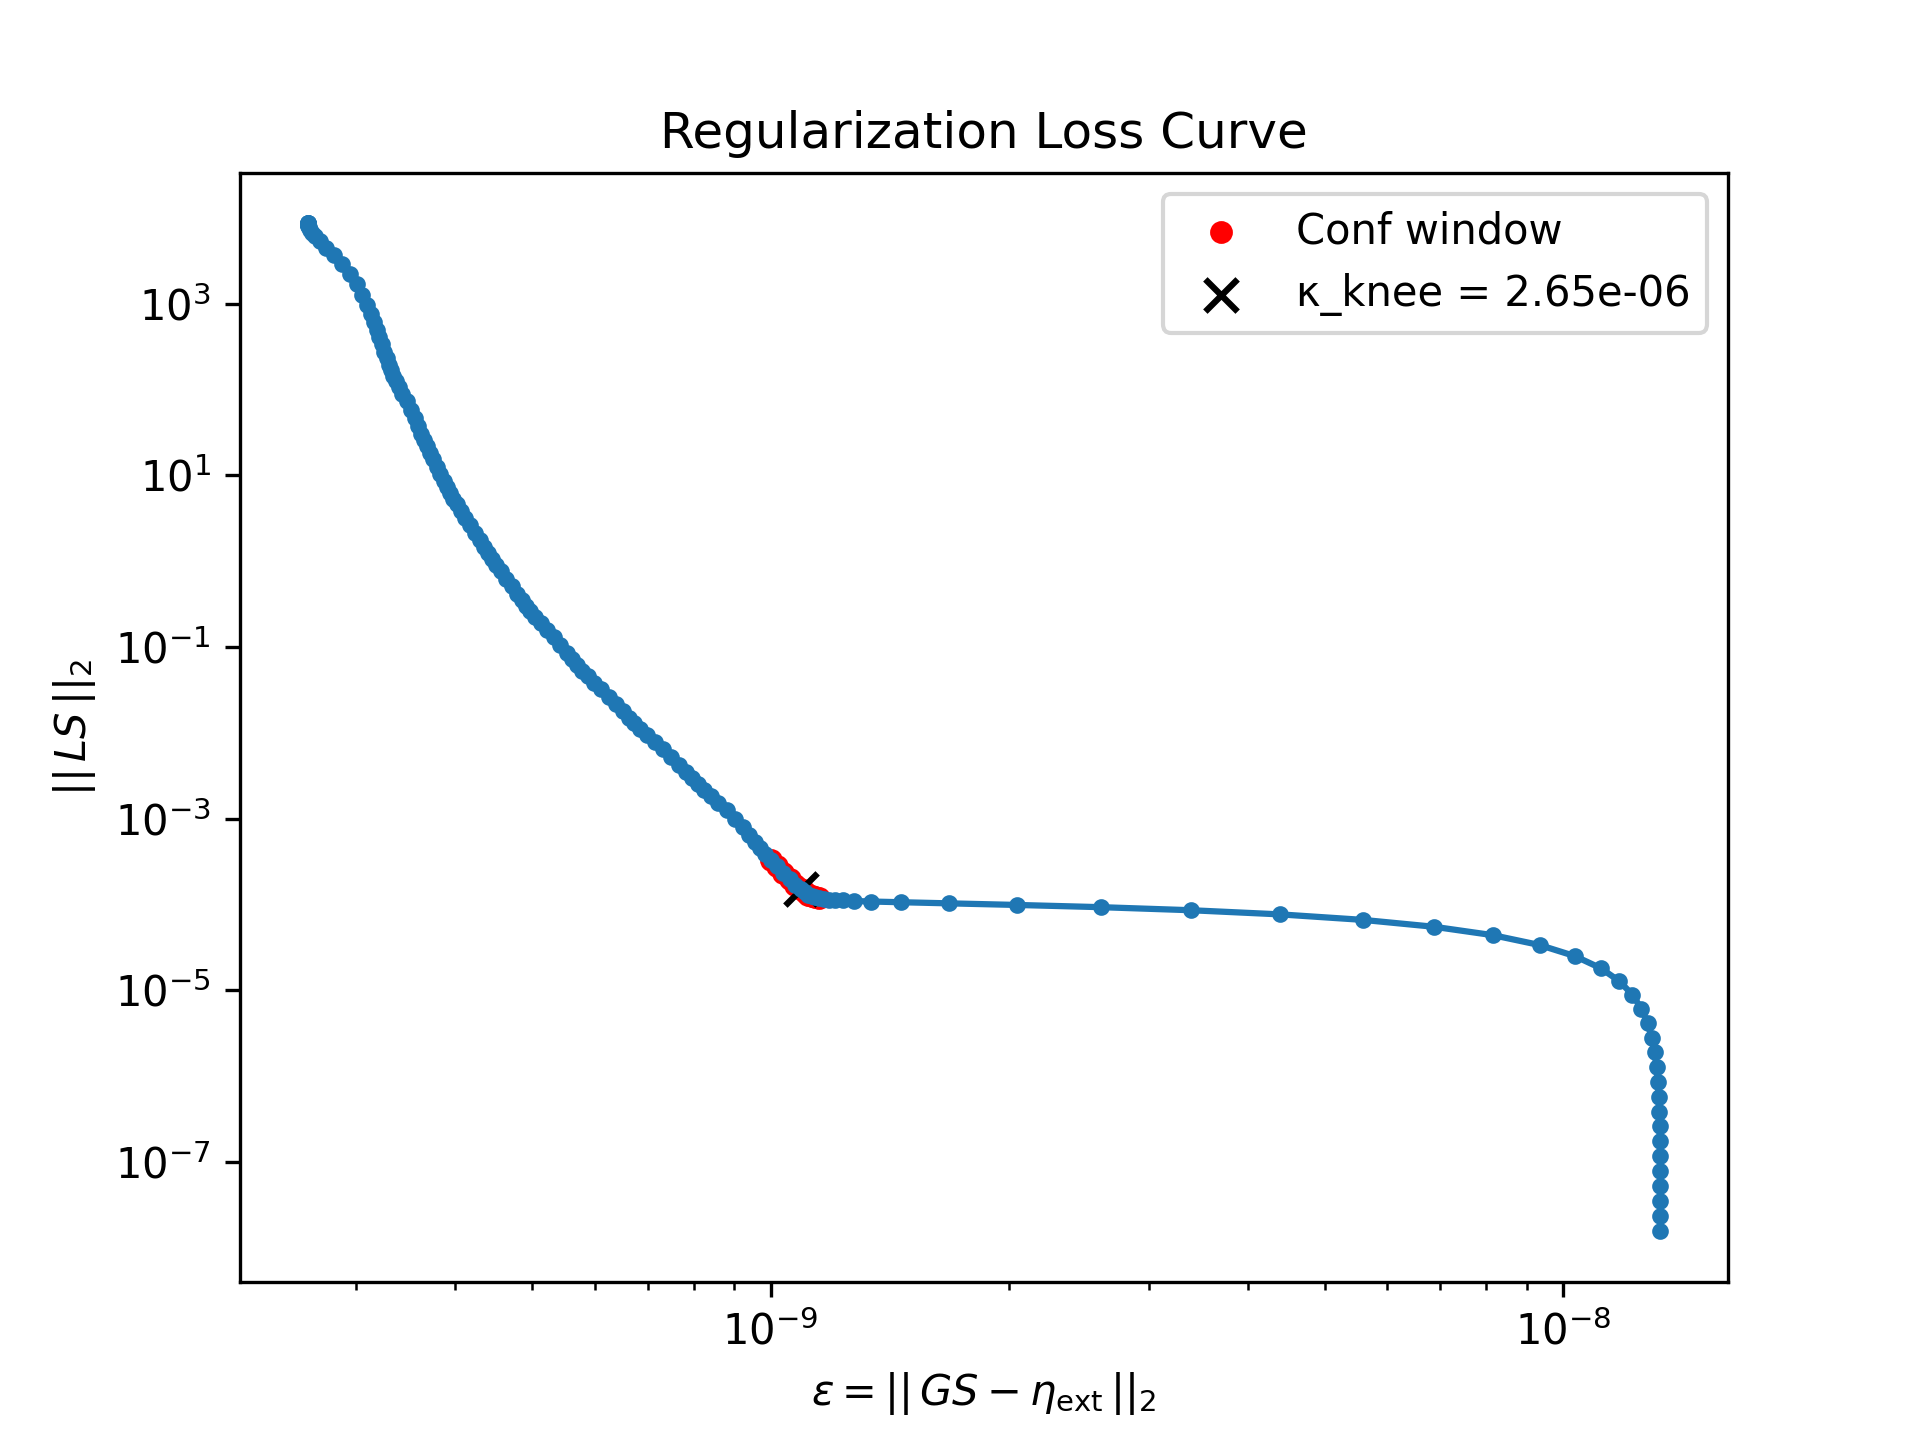 Regularization Loss Curve
Conf window
κ_knee = 2.65e-06
10³
10¹
10⁻¹
10⁻³
10⁻⁵
10⁻⁷
||LS||₂
10⁻⁹
10⁻⁸
ε = ||GS − η_ext||₂